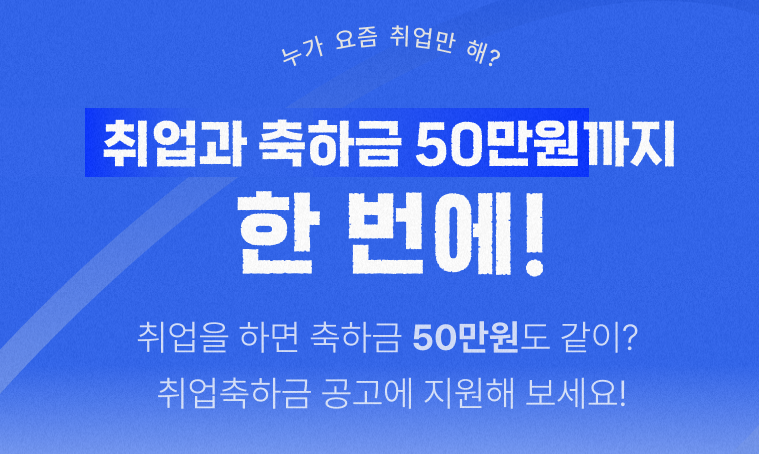 누가 요즘 취업만 해?
취업과 축하금 50만원까지
한 번에!
취업을 하면 축하금 50만원도 같이?
취업축하금 공고에 지원해 보세요!